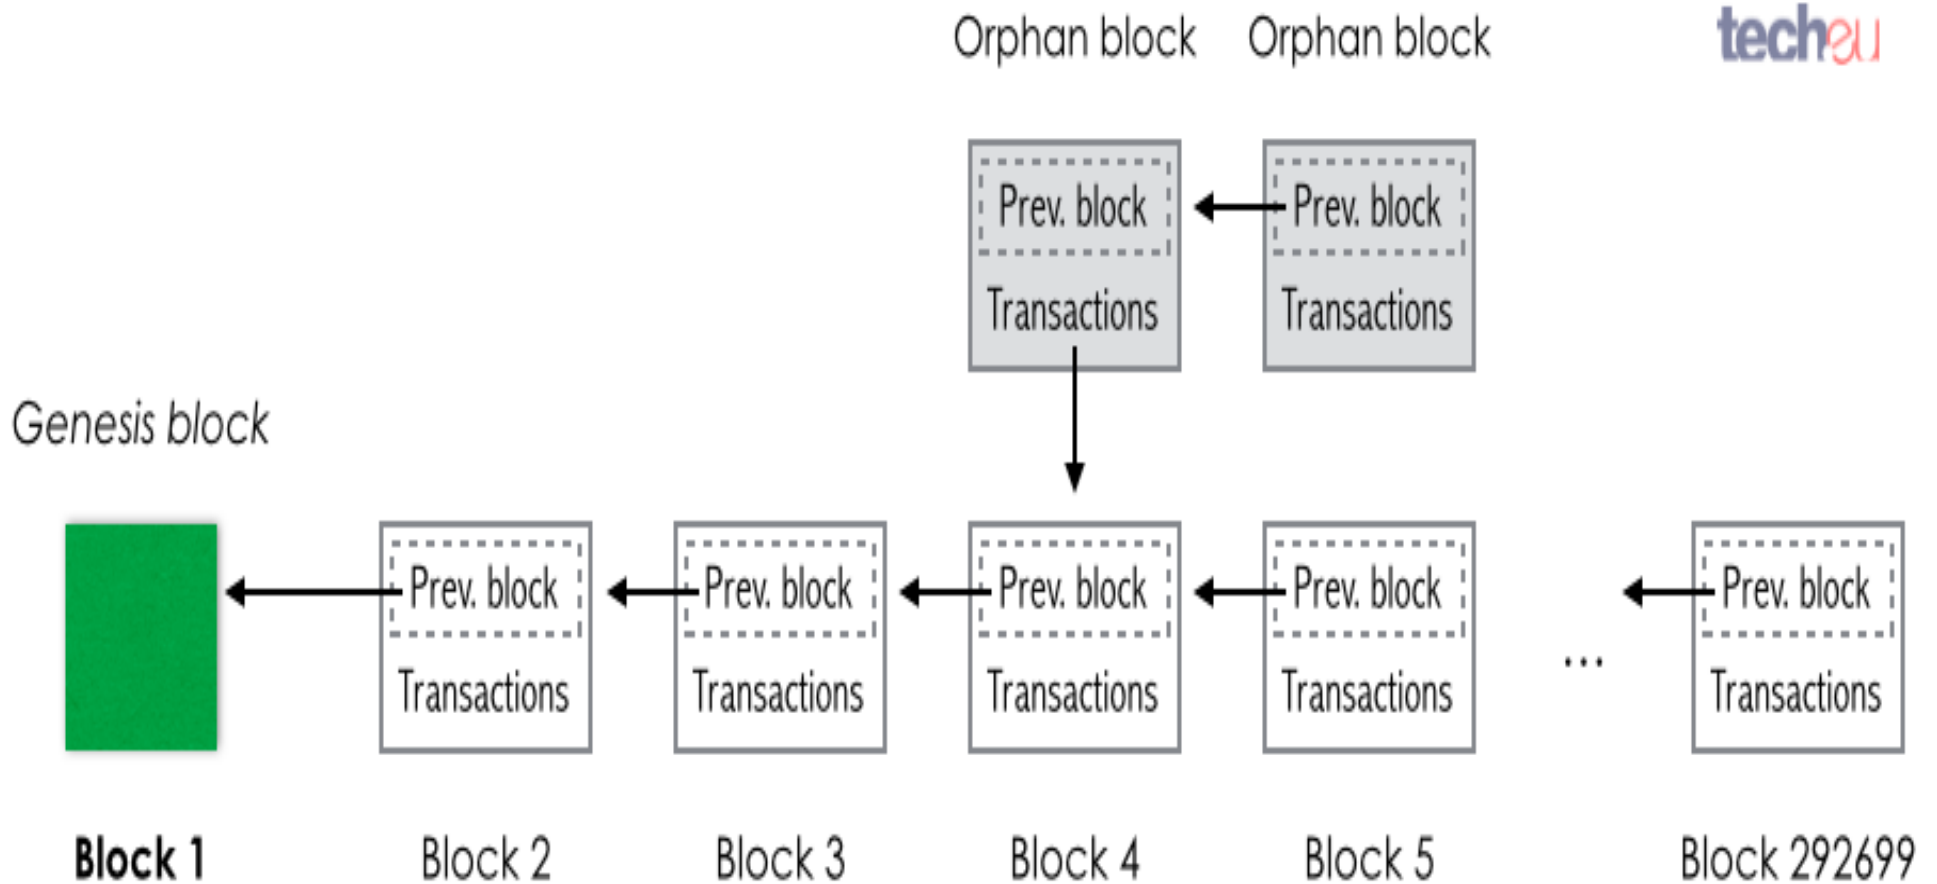 Orphan block Orphan block techeu
Prev. block Prev. block
Transactions Transactions
Genesis block
Prev. block Prev. block Prev. block Prev. block Prev. block
...
Transactions Transactions Transactions Transactions Transactions
Block 1 Block 2 Block 3 Block 4 Block 5 Block 292699